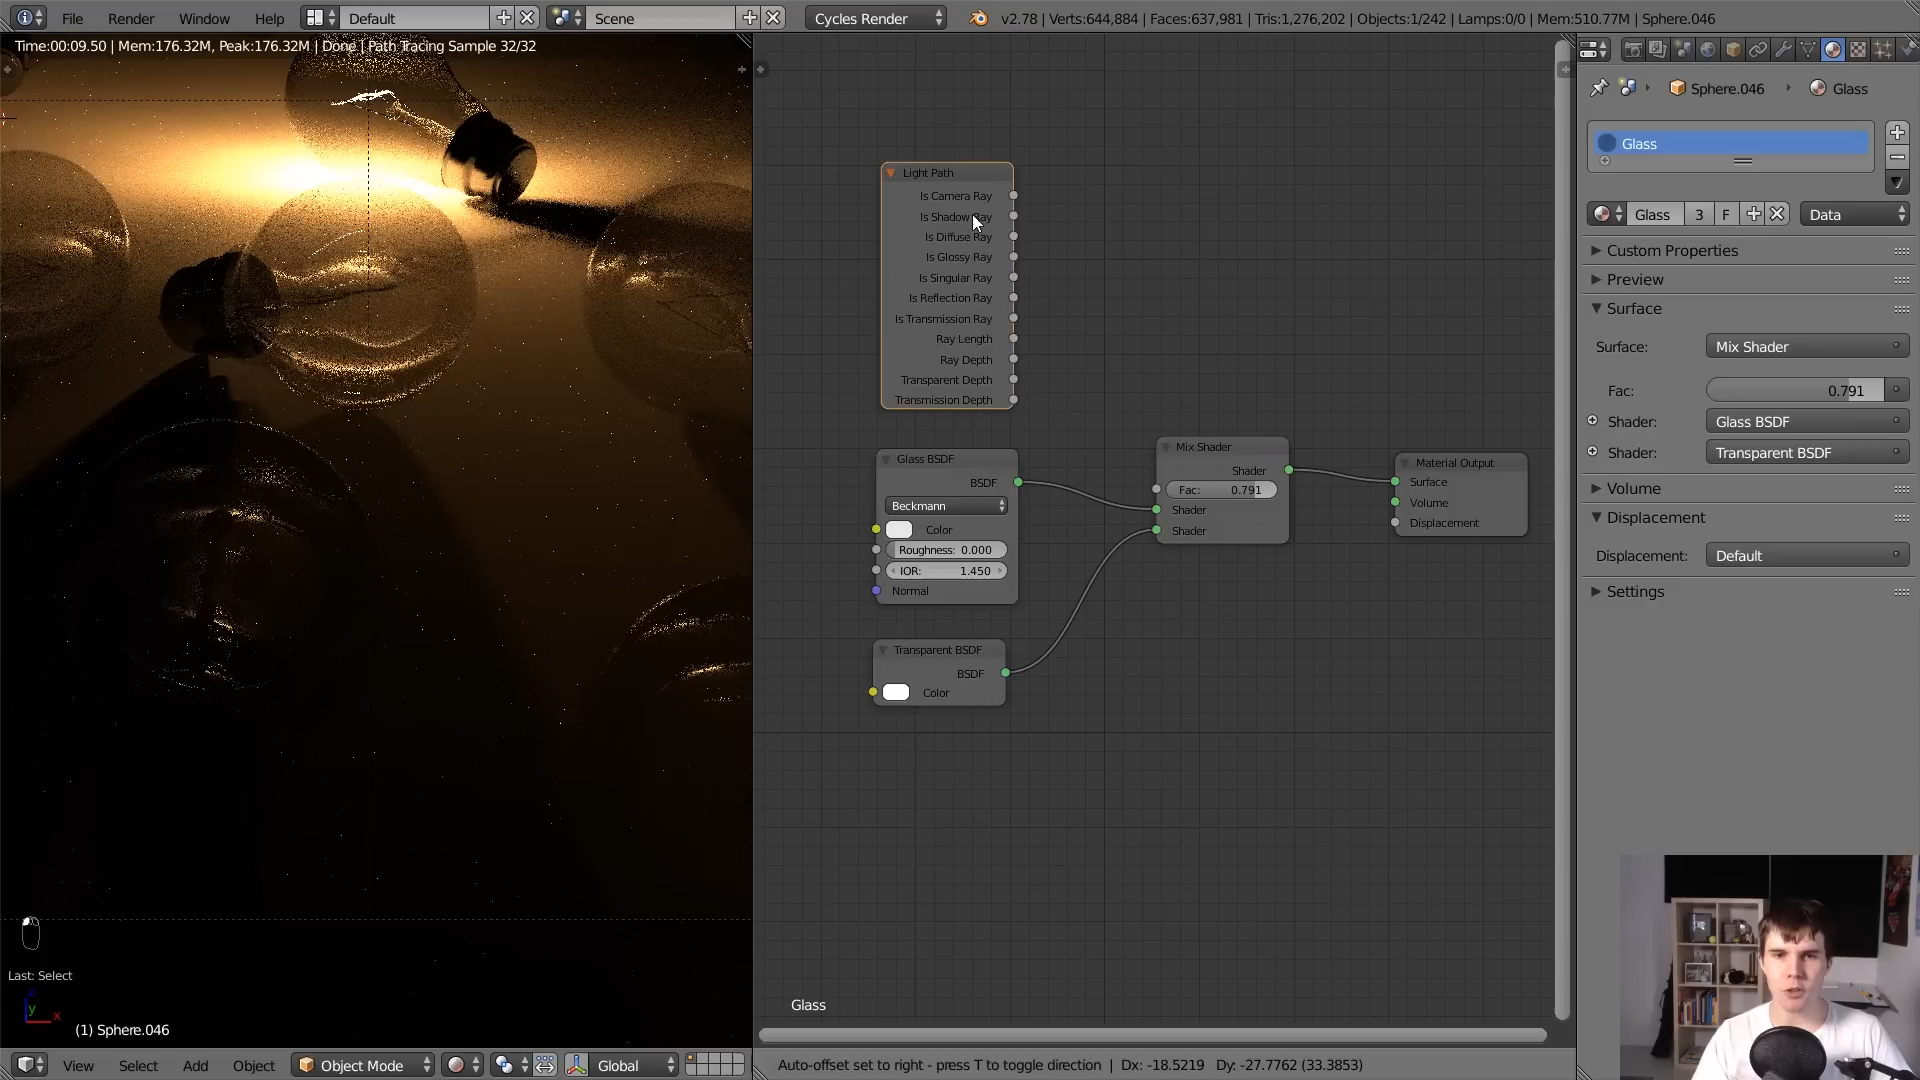 File Render Window Help Default Scene Cycles Render v2.78 | Verts:644,884 | Faces:637,981 | Tris:1,276,202 | Objects:1/242 | Lamps:0/0 | Mem:510.77M | Sphere.046
Time:00:09.50 | Mem:176.32M, Peak:176.32M | Done | Path Tracing Sample 32/32
Light Path
Is Camera Ray
Is Shadow Ray
Is Diffuse Ray
Is Glossy Ray
Is Singular Ray
Is Reflection Ray
Is Transmission Ray
Ray Length
Ray Depth
Transparent Depth
Transmission Depth
Glass BSDF
BSDF
Beckmann
Color
Roughness: 0.000
IOR: 1.450
Normal
Transparent BSDF
BSDF
Color
Mix Shader
Shader
Fac: 0.791
Shader
Shader
Material Output
Surface
Volume
Displacement
Glass
Sphere.046 Glass
Glass
Glass 3 F Data
Custom Properties
Preview
Surface
Surface: Mix Shader
Fac: 0.791
Shader: Glass BSDF
Shader: Transparent BSDF
Volume
Displacement
Displacement: Default
Settings
Last: Select
z
y
x
(1) Sphere.046
View Select Add Object Object Mode Global
Auto-offset set to right - press T to toggle direction | Dx: -18.5219 Dy: -27.7762 (33.3853)